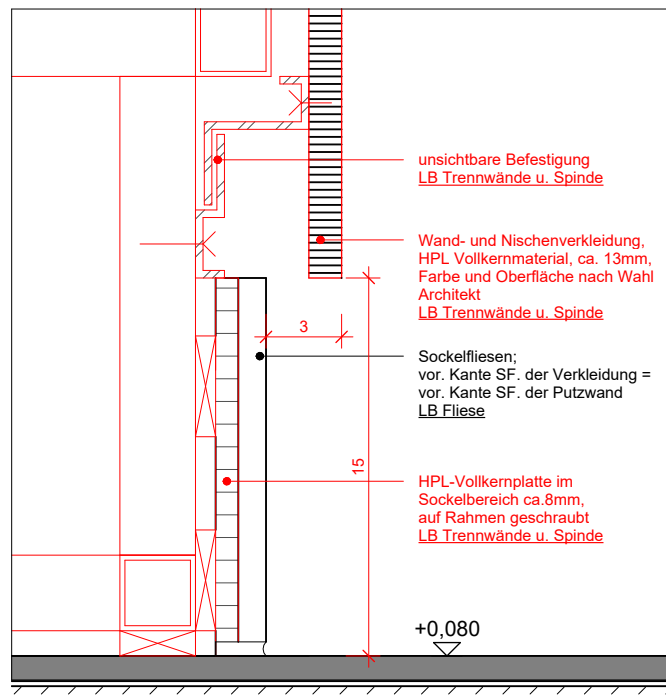 unsichtbare Befestigung
LB Trennwände u. Spinde
Wand- und Nischenverkleidung,
HPL Vollkernmaterial, ca. 13mm,
Farbe und Oberfläche nach Wahl
Architekt
LB Trennwände u. Spinde
3
Sockelfliesen;
vor. Kante SF. der Verkleidung =
vor. Kante SF. der Putzwand
LB Fliese
15
HPL-Vollkernplatte im
Sockelbereich ca.8mm,
auf Rahmen geschraubt
LB Trennwände u. Spinde
+0,080